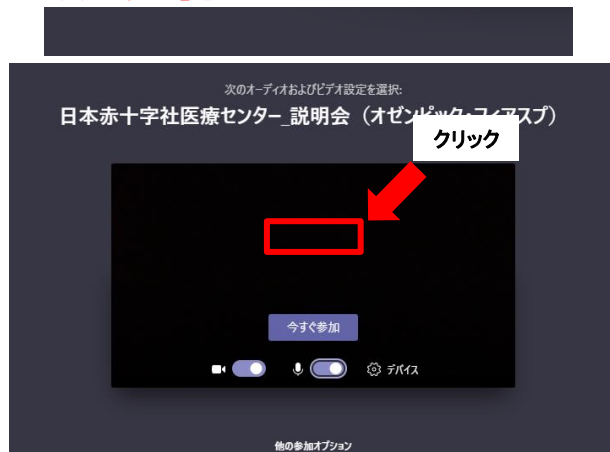 次のオーディオおよびビデオ設定を選択:
日本赤十字社医療センター_説明会（オゼンピック・フィアスプ）
クリック
今すぐ参加
デバイス
他の参加オプション